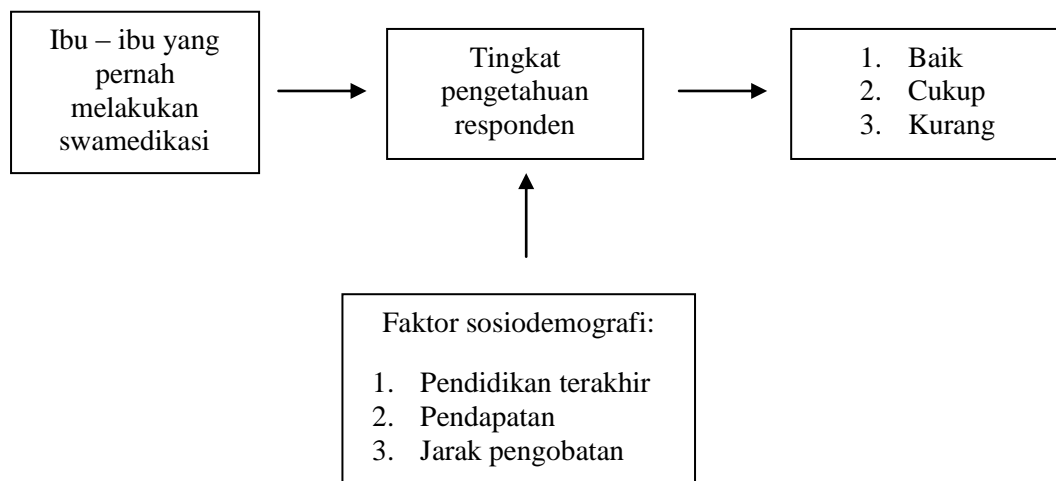 Ibu – ibu yang
pernah
melakukan
swamedikasi
Tingkat
pengetahuan
responden
1. Baik
2. Cukup
3. Kurang
Faktor sosiodemografi:
1. Pendidikan terakhir
2. Pendapatan
3. Jarak pengobatan